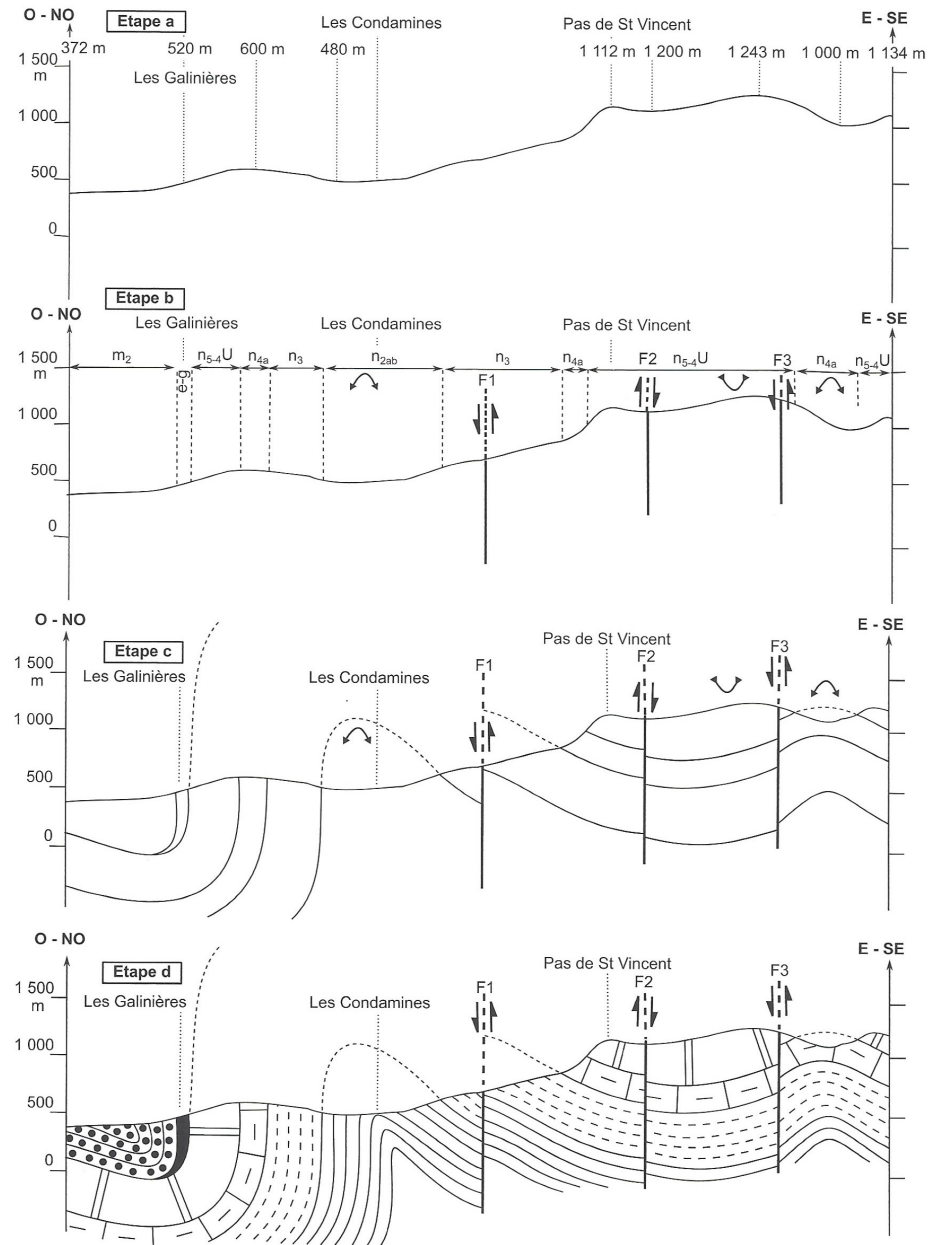 O - NO
Etape a
Les Condamines
Pas de St Vincent
E - SE
372 m
520 m
600 m
480 m
1 112 m
1 200 m
1 243 m
1 000 m
1 134 m
1 500
m
Les Galinières
1 000
500
0
Etape b
O - NO
E - SE
Les Galinières
Les Condamines
Pas de St Vincent
1 500
m
m2
e-g
n5-4U
n4a
n3
n2ab
n3
n4a
F2
n5-4U
F3
n4a
n5-4U
F1
1 000
500
0
O - NO
E - SE
Etape c
Pas de St Vincent
1 500
m
Les Galinières
Les Condamines
F1
F2
F3
1 000
500
0
O - NO
E - SE
Etape d
Pas de St Vincent
1 500
m
Les Galinières
Les Condamines
F1
F2
F3
1 000
500
0